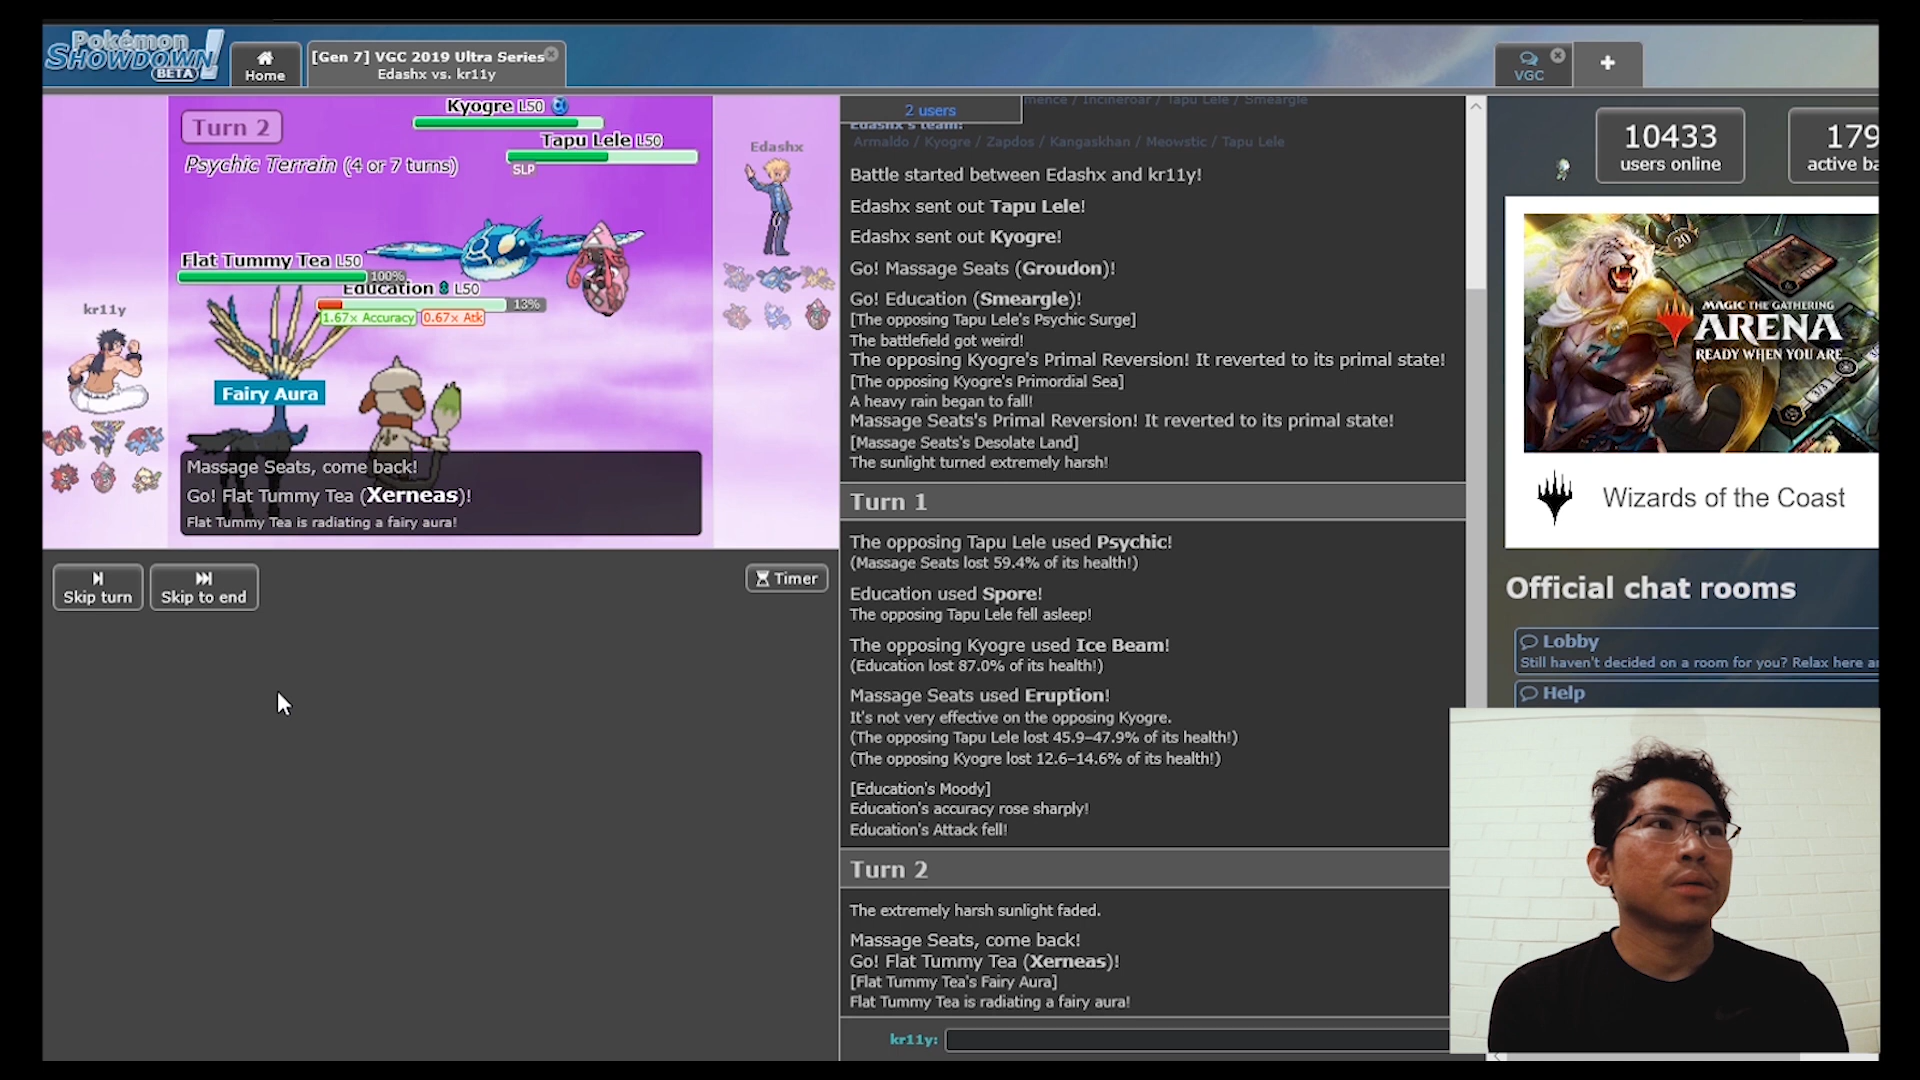 Pokémon
SHOWDOWN!
BETA
Home
[Gen 7] VGC 2019 Ultra Series
Edashx vs. kr11y
VGC
+
Turn 2
Psychic Terrain (4 or 7 turns)
Kyogre L50
Tapu Lele L50
SLP
Flat Tummy Tea L50
100%
Education L50
13%
1.67× Accuracy
0.67× Atk
Fairy Aura
Massage Seats, come back!
Go! Flat Tummy Tea (Xerneas)!
Flat Tummy Tea is radiating a fairy aura!
kr11y
Edashx
Skip turn
Skip to end
Timer
2 users
mence / Incineroar / Tapu Lele / Smeargle
Edashx's team:
Armaldo / Kyogre / Zapdos / Kangaskhan / Meowstic / Tapu Lele
Battle started between Edashx and kr11y!
Edashx sent out Tapu Lele!
Edashx sent out Kyogre!
Go! Massage Seats (Groudon)!
Go! Education (Smeargle)!
[The opposing Tapu Lele's Psychic Surge]
The battlefield got weird!
The opposing Kyogre's Primal Reversion! It reverted to its primal state!
[The opposing Kyogre's Primordial Sea]
A heavy rain began to fall!
Massage Seats's Primal Reversion! It reverted to its primal state!
[Massage Seats's Desolate Land]
The sunlight turned extremely harsh!
Turn 1
The opposing Tapu Lele used Psychic!
(Massage Seats lost 59.4% of its health!)
Education used Spore!
The opposing Tapu Lele fell asleep!
The opposing Kyogre used Ice Beam!
(Education lost 87.0% of its health!)
Massage Seats used Eruption!
It's not very effective on the opposing Kyogre.
(The opposing Tapu Lele lost 45.9–47.9% of its health!)
(The opposing Kyogre lost 12.6–14.6% of its health!)
[Education's Moody]
Education's accuracy rose sharply!
Education's Attack fell!
Turn 2
The extremely harsh sunlight faded.
Massage Seats, come back!
Go! Flat Tummy Tea (Xerneas)!
[Flat Tummy Tea's Fairy Aura]
Flat Tummy Tea is radiating a fairy aura!
kr11y:
10433
users online
179
active ba
20
MAGIC THE GATHERING
ARENA
READY WHEN YOU ARE
3/3
Wizards of the Coast
Official chat rooms
Lobby
Still haven't decided on a room for you? Relax here a
Help